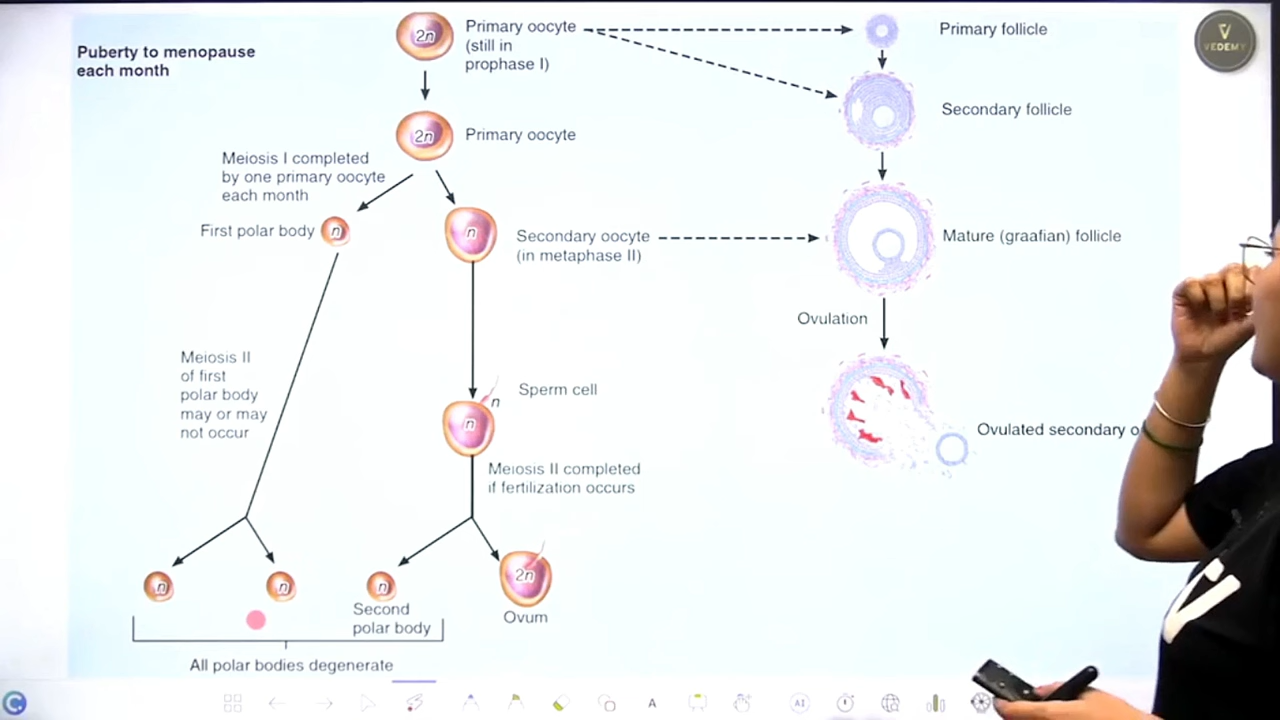 Puberty to menopause
each month
2n
Primary oocyte
(still in
prophase I)
Primary follicle
Secondary follicle
2n
Primary oocyte
Meiosis I completed
by one primary oocyte
each month
First polar body
n
n
Secondary oocyte
(in metaphase II)
Mature (graafian) follicle
Ovulation
Meiosis II
of first
polar body
may or may
not occur
Sperm cell
n
n
Ovulated secondary o
Meiosis II completed
if fertilization occurs
n
n
n
2n
Second
polar body
Ovum
All polar bodies degenerate
V
VEDEMY
A
AI
C
V